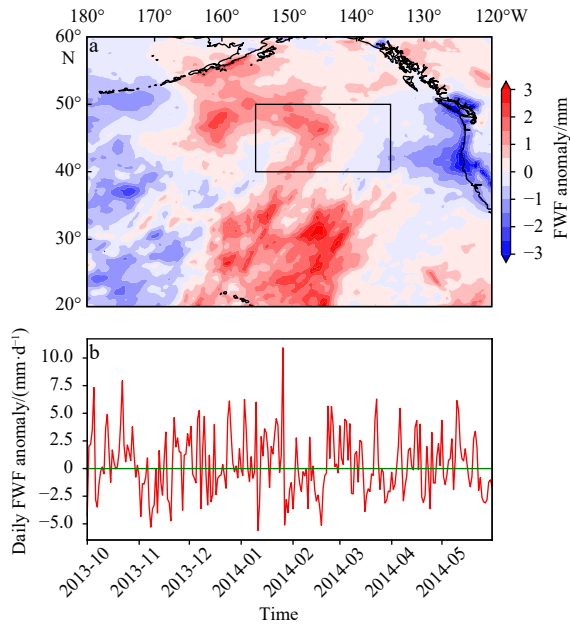 180° 170° 160° 150° 140° 130° 120°W
60°
N
a
50°
40°
30°
20°
3
2
1
0
−1
−2
−3
FWF anomaly/mm
b
10.0
7.5
5.0
2.5
0
−2.5
−5.0
Daily FWF anomaly/(mm·d⁻¹)
2013-10 2013-11 2013-12 2014-01 2014-02 2014-03 2014-04 2014-05
Time